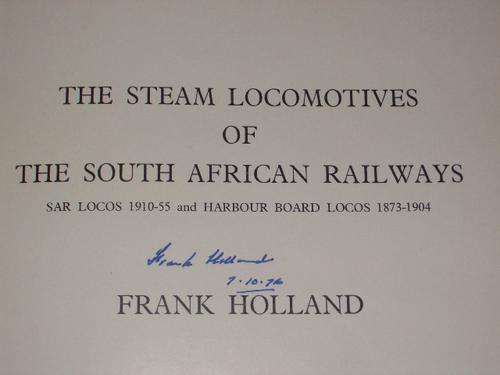 THE STEAM LOCOMOTIVES
OF
THE SOUTH AFRICAN RAILWAYS
SAR LOCOS 1910-55 and HARBOUR BOARD LOCOS 1873-1904
Frank Holland
7.10.76
FRANK HOLLAND